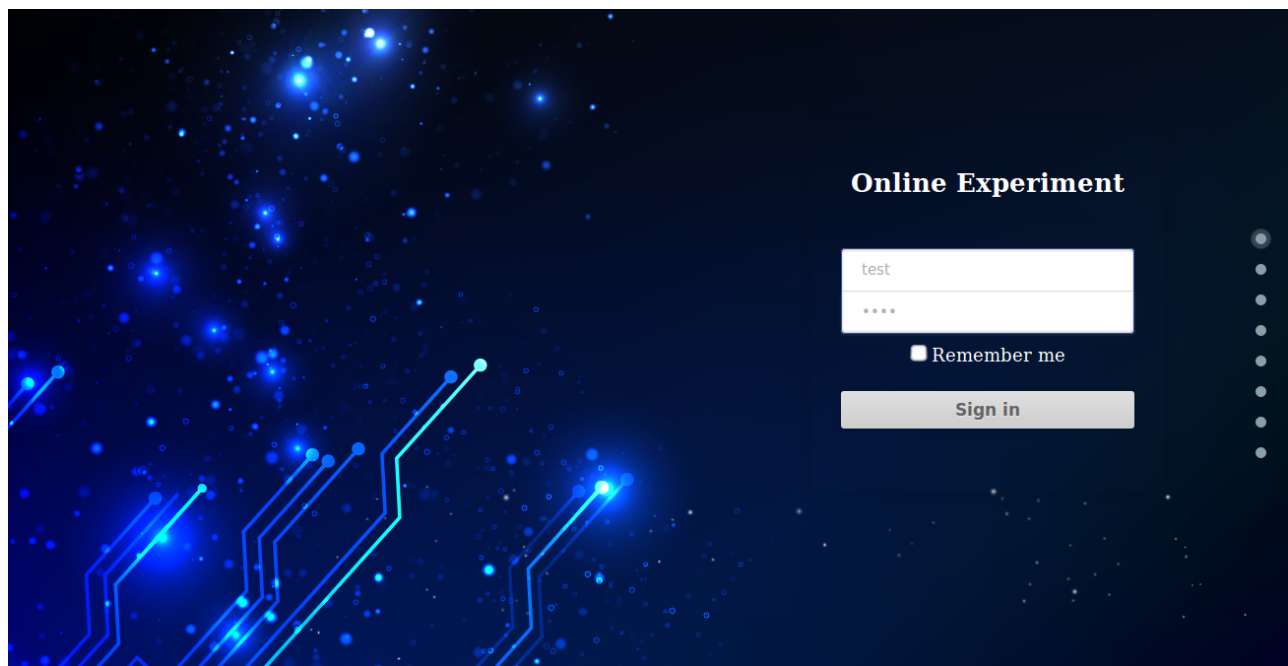 Online Experiment
test
••••
Remember me
Sign in